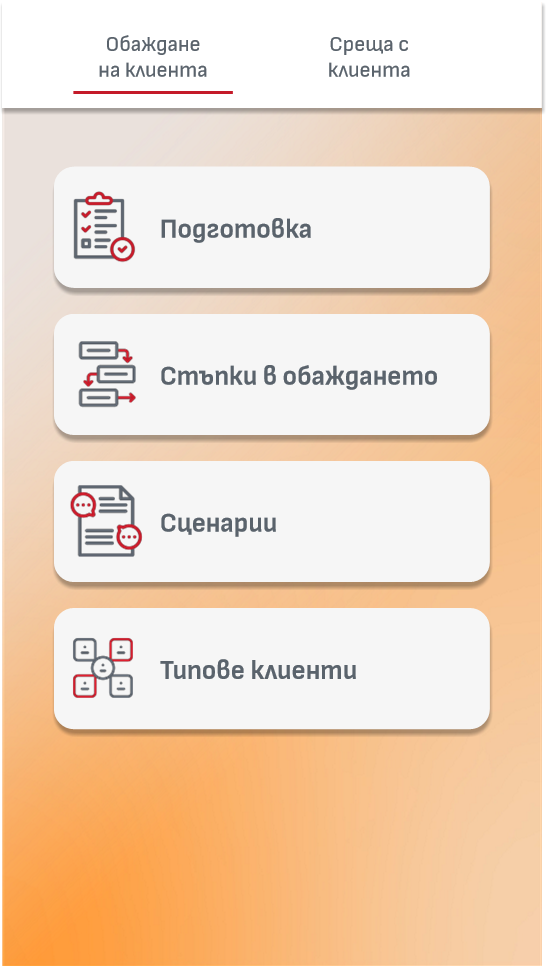 Обаждане
на клиента
Среща с
клиента
Подготовка
Стъпки в обаждането
Сценарии
Типове клиенти